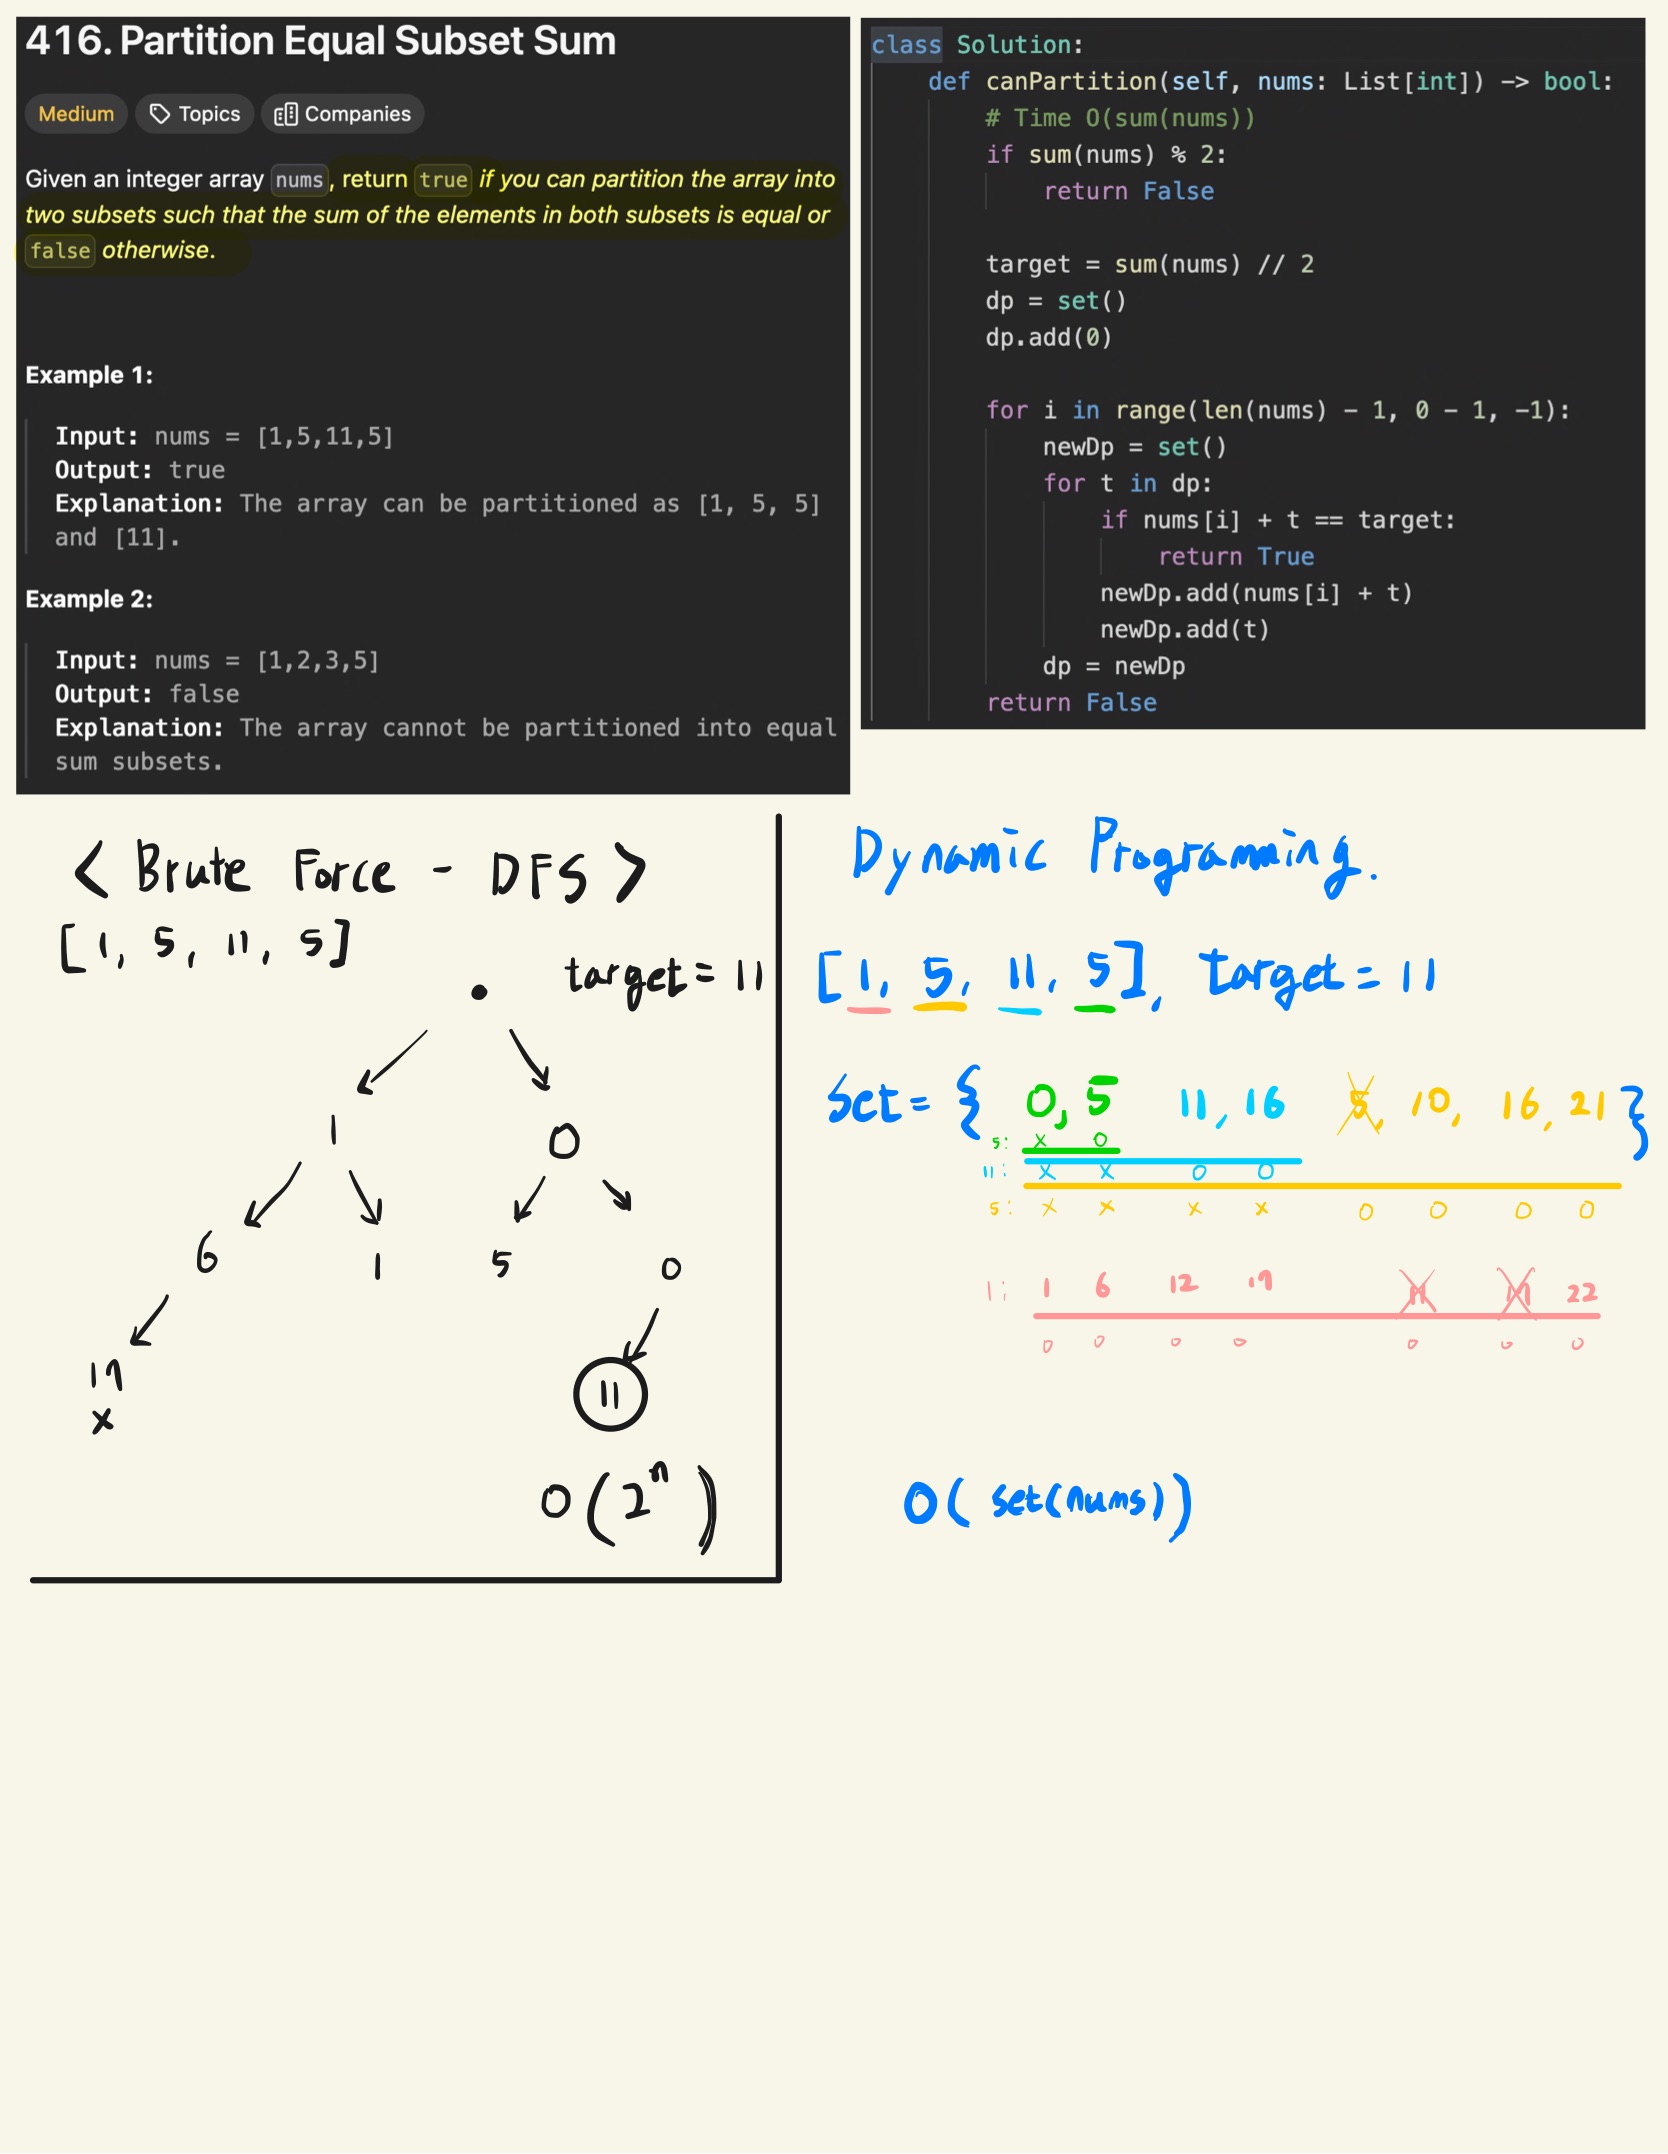 416. Partition Equal Subset Sum
Medium Topics Companies
Given an integer array nums, return true if you can partition the array into
two subsets such that the sum of the elements in both subsets is equal or
false otherwise.
Example 1:
Input: nums = [1,5,11,5]
Output: true
Explanation: The array can be partitioned as [1, 5, 5]
and [11].
Example 2:
Input: nums = [1,2,3,5]
Output: false
Explanation: The array cannot be partitioned into equal
sum subsets.
class Solution:
def canPartition(self, nums: List[int]) -> bool:
# Time O(sum(nums))
if sum(nums) % 2:
return False
target = sum(nums) // 2
dp = set()
dp.add(0)
for i in range(len(nums) - 1, 0 - 1, -1):
newDp = set()
for t in dp:
if nums[i] + t == target:
return True
newDp.add(nums[i] + t)
newDp.add(t)
dp = newDp
return False
< Brute Force - DFS >
[1, 5, 11, 5]
target = 11
1 0
6 1 5 0
17 11
x
O(2^n)
Dynamic Programming.
[1, 5, 11, 5], target = 11
Set = { 0, 5 11, 16 5, 10, 16, 21 }
5: x o
11: x x o o
5: x x x x o o o o
1: 1 6 12 17 22
o o o o o o o
O( set(nums))